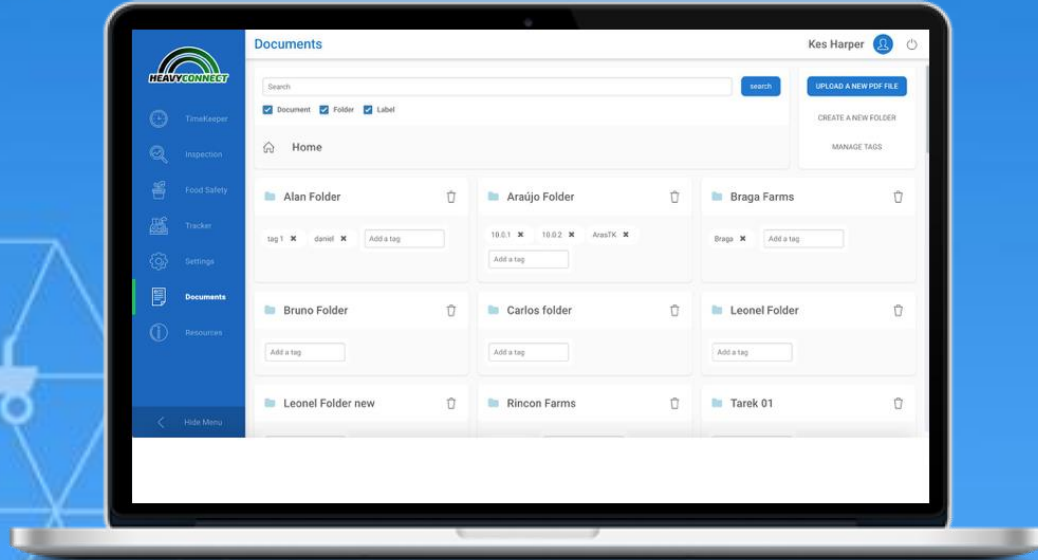 Documents
Kes Harper
HEAVYCONNECT
Search
search
UPLOAD A NEW PDF FILE
Document
Folder
Label
CREATE A NEW FOLDER
Home
MANAGE TAGS
TimeKeeper
Inspection
Food Safety
Tracker
Settings
Documents
Resources
Hide Menu
Alan Folder
tag 1
daniel
Add a tag
Araújo Folder
10.0.1
10.0.2
ArasTK
Add a tag
Braga Farms
Braga
Add a tag
Bruno Folder
Add a tag
Carlos folder
Add a tag
Leonel Folder
Add a tag
Leonel Folder new
Rincon Farms
Tarek 01